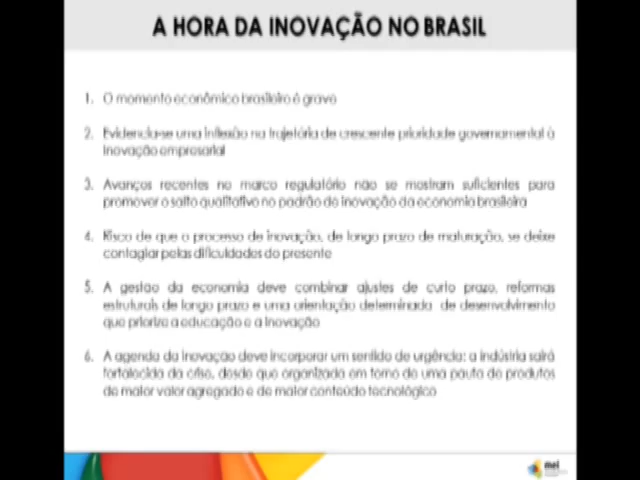 A HORA DA INOVAÇÃO NO BRASIL
1. O momento econômico brasileiro é grave
2. Evidencia-se uma inflexão na trajetória de crescente prioridade governamental à
inovação empresarial
3. Avanços recentes no marco regulatório não se mostram suficientes para
promover o salto qualitativo no padrão de inovação da economia brasileira
4. Risco de que o processo de inovação, de longo prazo de maturação, se deixe
contagiar pelas dificuldades do presente
5. A gestão da economia deve combinar ajustes de curto prazo, reformas
estruturais de longo prazo e uma orientação determinada de desenvolvimento
que priorize a educação e a inovação
6. A agenda da inovação deve incorporar um sentido de urgência: a indústria sairá
fortalecida da crise, desde que organizada em torno de uma pauta de produtos
de maior valor agregado e de maior conteúdo tecnológico
mei